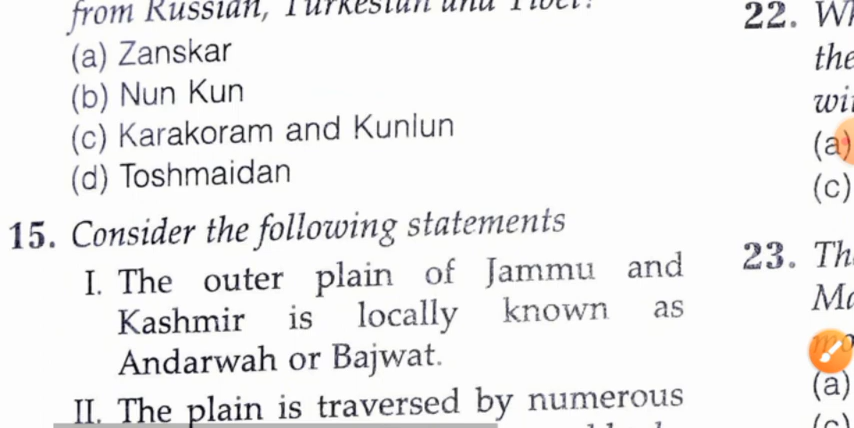 from Russian, Turkestan and Tibet?
(a) Zanskar
(b) Nun Kun
(c) Karakoram and Kunlun
(d) Toshmaidan
15. Consider the following statements
I. The outer plain of Jammu and
Kashmir is locally known as
Andarwah or Bajwat.
II. The plain is traversed by numerous
22.
the
(a)
(c)
23.
(a)